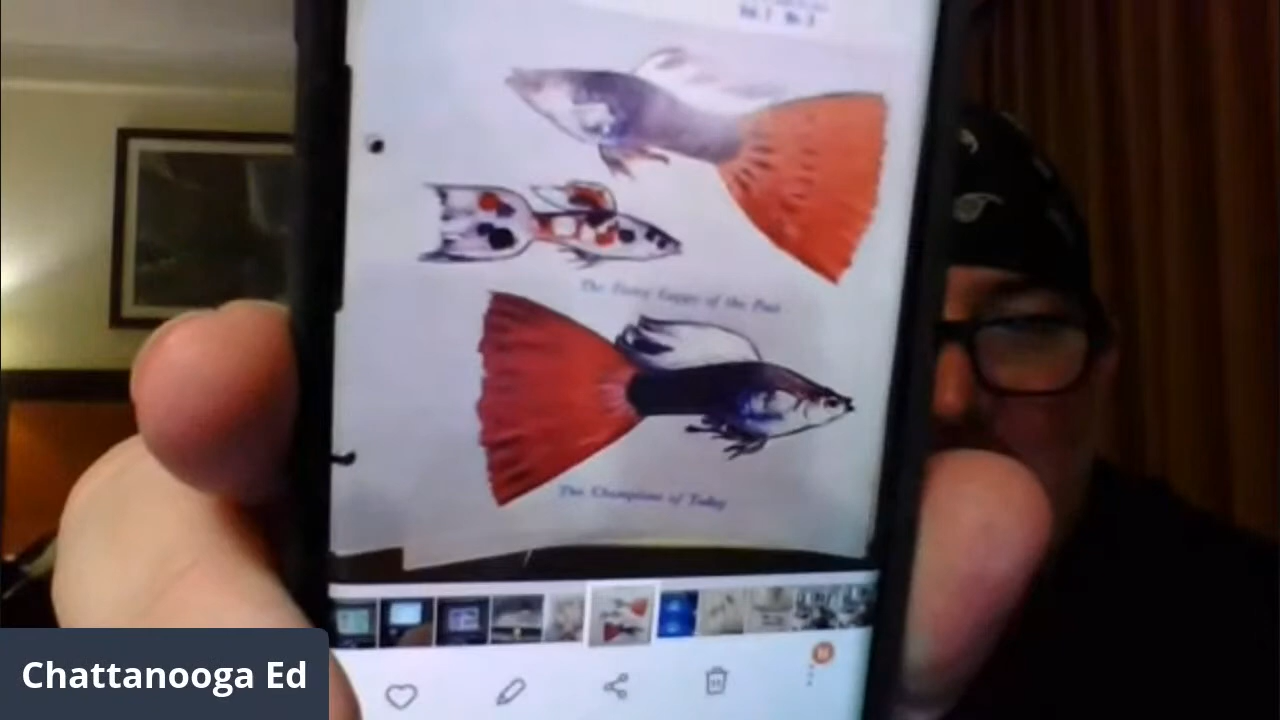 The Fancy Guppy of the Past
The Champions of Today
Chattanooga Ed